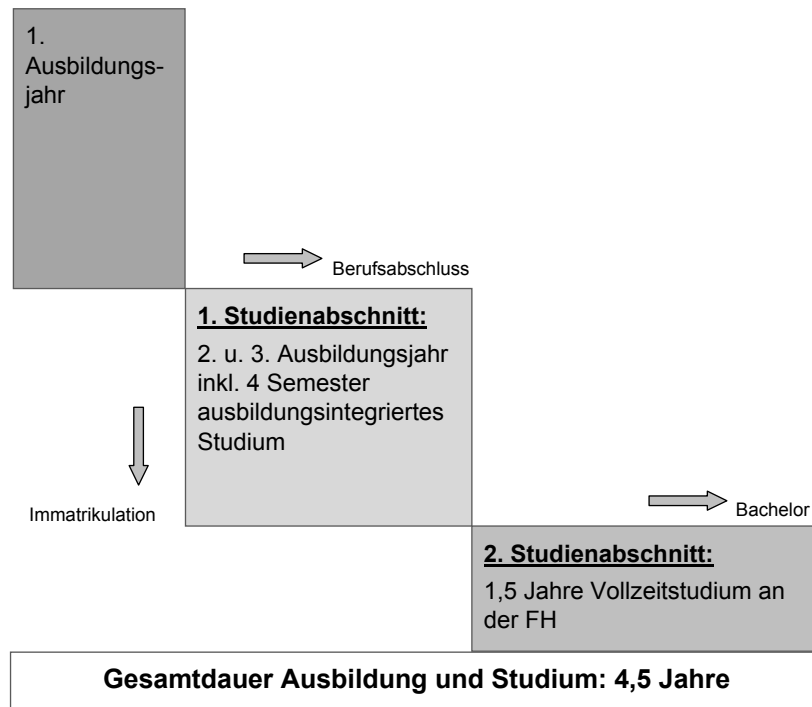 1.
Ausbildungs-
jahr
Berufsabschluss
1. Studienabschnitt:
2. u. 3. Ausbildungsjahr
inkl. 4 Semester
ausbildungsintegriertes
Studium
Immatrikulation
Bachelor
2. Studienabschnitt:
1,5 Jahre Vollzeitstudium an
der FH
Gesamtdauer Ausbildung und Studium: 4,5 Jahre